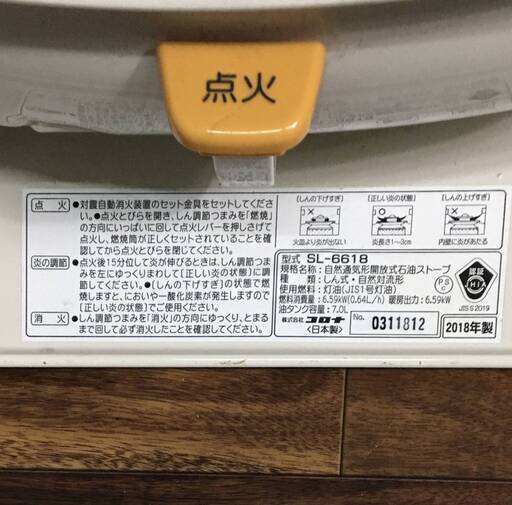 点火
点火
●対震自動消火装置のセット金具をセットしてくださ
い。●点火とびらを開き、しん調節つまみを「燃焼」
の方向にいっぱいに回して点火レバーを押しさげて
点火し、燃焼筒が正しくセットされていることを確
認してから点火とびらを閉じてください。
炎の調節
●点火後15分位して炎が伸びるときは、しん調節つま
みを左にゆっくりまわして【正しい炎の状態】に調
節してください。●【しんの下げすぎ】の状態で燃
焼しますと、においや一酸化炭素が発生しますので
【正しい炎の状態】でご使用ください。
消火
●しん調節つまみを「消火」の方向にゆっくり、とまる
まで回して必ず消火したことを確認してください。
【しんの下げすぎ】
火皿より炎が出ない
【正しい炎の状態】
炎長さ1~3cm
【しんの上げすぎ】
内壁に炎があたる
型式 SL-6618
規格名称:自然通気形開放式石油ストーブ
種類:しん式・自然対流形
使用燃料:灯油(JIS1号灯油)
燃料消費量:6.59kW(0.64L/h) 暖房出力:6.59kW
油タンク容量:7.0L
株式会社 コロナ
<日本製>
No. 0311812
2018年製
認証
JHI
PS
C
JIS S 2019